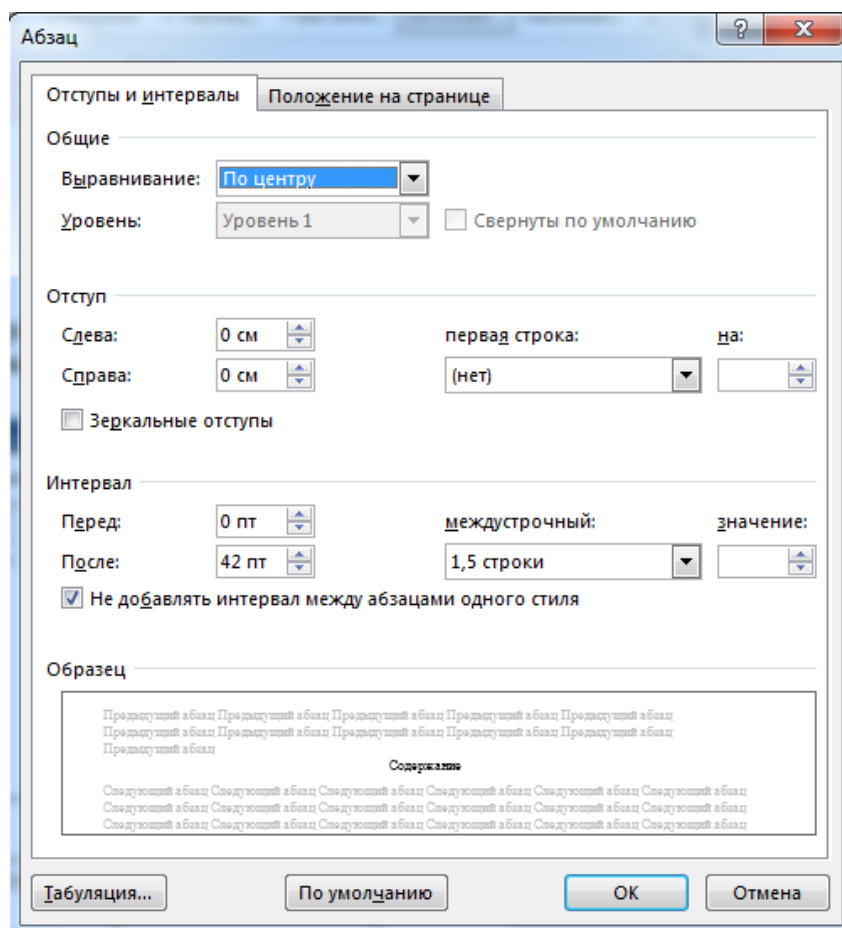 Абзац
Отступы и интервалы Положение на странице
Общие
Выравнивание: По центру
Уровень: Уровень 1 Свернуты по умолчанию
Отступ
Слева: 0 см первая строка: на:
Справа: 0 см (нет)
Зеркальные отступы
Интервал
Перед: 0 пт междустрочный: значение:
После: 42 пт 1,5 строки
Не добавлять интервал между абзацами одного стиля
Образец
Предыдущий абзац Предыдущий абзац Предыдущий абзац Предыдущий абзац Предыдущий абзац
Предыдущий абзац Предыдущий абзац Предыдущий абзац Предыдущий абзац Предыдущий абзац
Предыдущий абзац
Содержание
Следующий абзац Следующий абзац Следующий абзац Следующий абзац Следующий абзац Следующий абзац
Следующий абзац Следующий абзац Следующий абзац Следующий абзац Следующий абзац Следующий абзац
Следующий абзац Следующий абзац Следующий абзац Следующий абзац Следующий абзац Следующий абзац
Табуляция... По умолчанию ОК Отмена